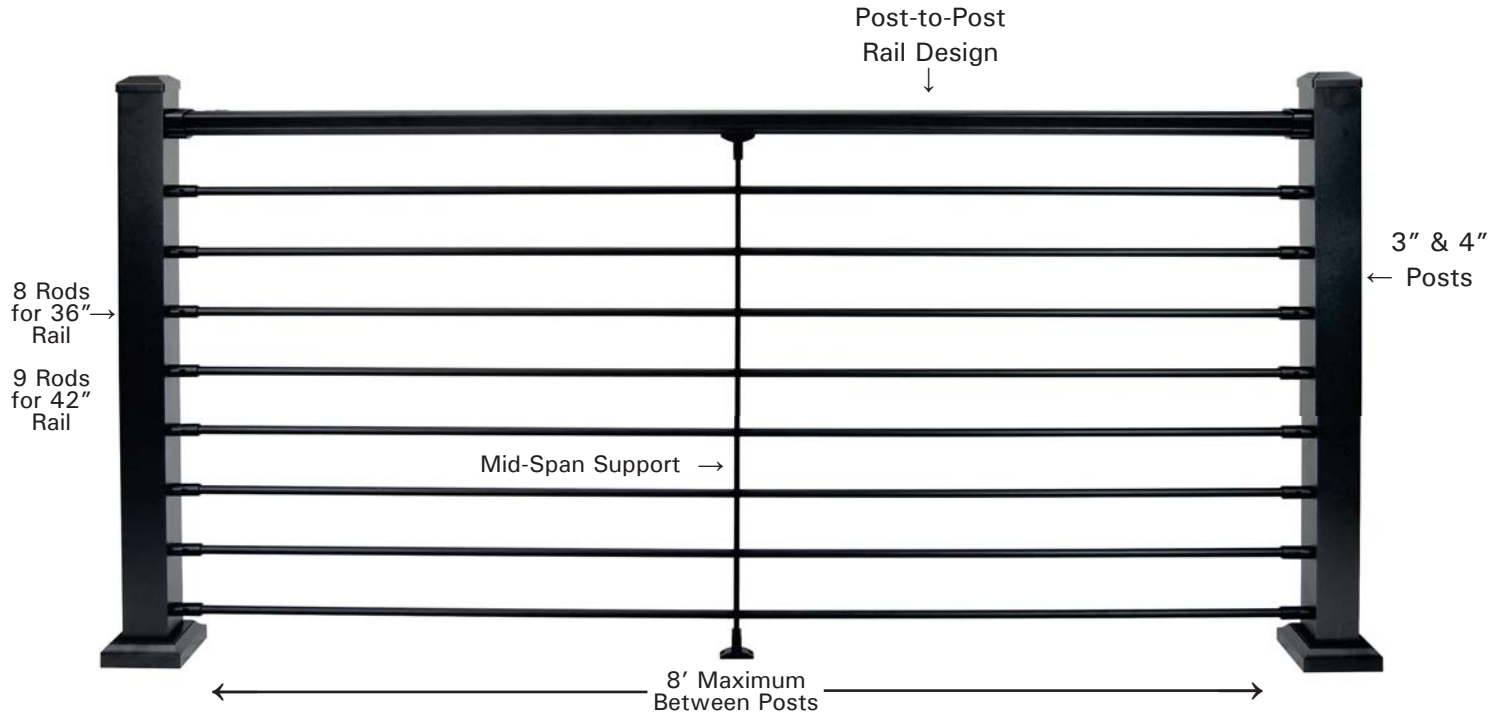 Post-to-Post
Rail Design
↓
3″ & 4″
← Posts
8 Rods
for 36″→
Rail
9 Rods
for 42″
Rail
Mid-Span Support →
8′ Maximum
Between Posts